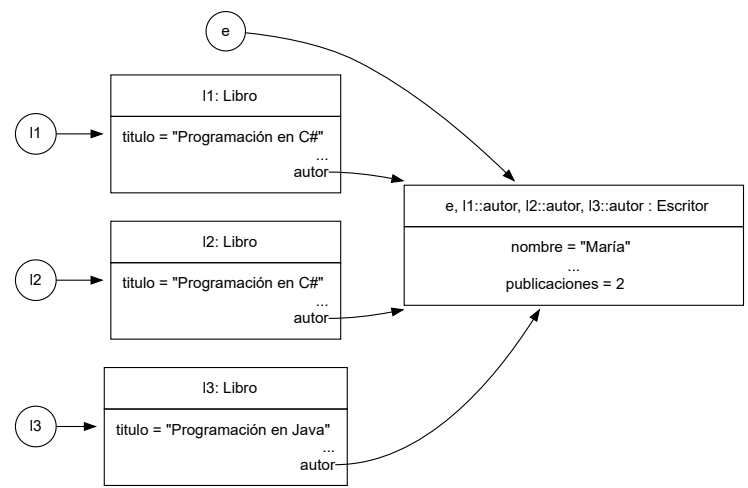 e
l1
l1: Libro
titulo = "Programación en C#"
...
autor
l2
l2: Libro
titulo = "Programación en C#"
...
autor
l3
l3: Libro
titulo = "Programación en Java"
...
autor
e, l1::autor, l2::autor, l3::autor : Escritor
nombre = "María"
...
publicaciones = 2